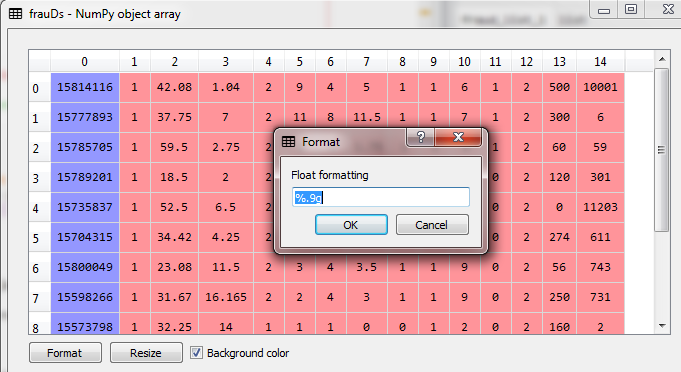 frauDs - NumPy object array
0 1 2 3 4 5 6 7 8 9 10 11 12 13 14
0 15814116 1 42.08 1.04 2 9 4 5 1 1 6 1 2 500 10001
1 15777893 1 37.75 7 2 11 8 11.5 1 1 7 1 2 300 6
2 15785705 1 59.5 2.75 2 2 60 59
3 15789201 1 18.5 2 2 2 120 301
4 15735837 1 52.5 6.5 2 2 0 11203
5 15704315 1 34.42 4.25 2 2 274 611
6 15800049 1 23.08 11.5 2 3 4 3.5 1 1 9 0 2 56 743
7 15598266 1 31.67 16.165 2 2 4 3 1 1 9 0 2 250 731
8 15573798 1 32.25 14 1 1 1 0 0 1 2 0 2 160 2
Format
Float formatting
%.9g
OK Cancel
Format Resize Background color